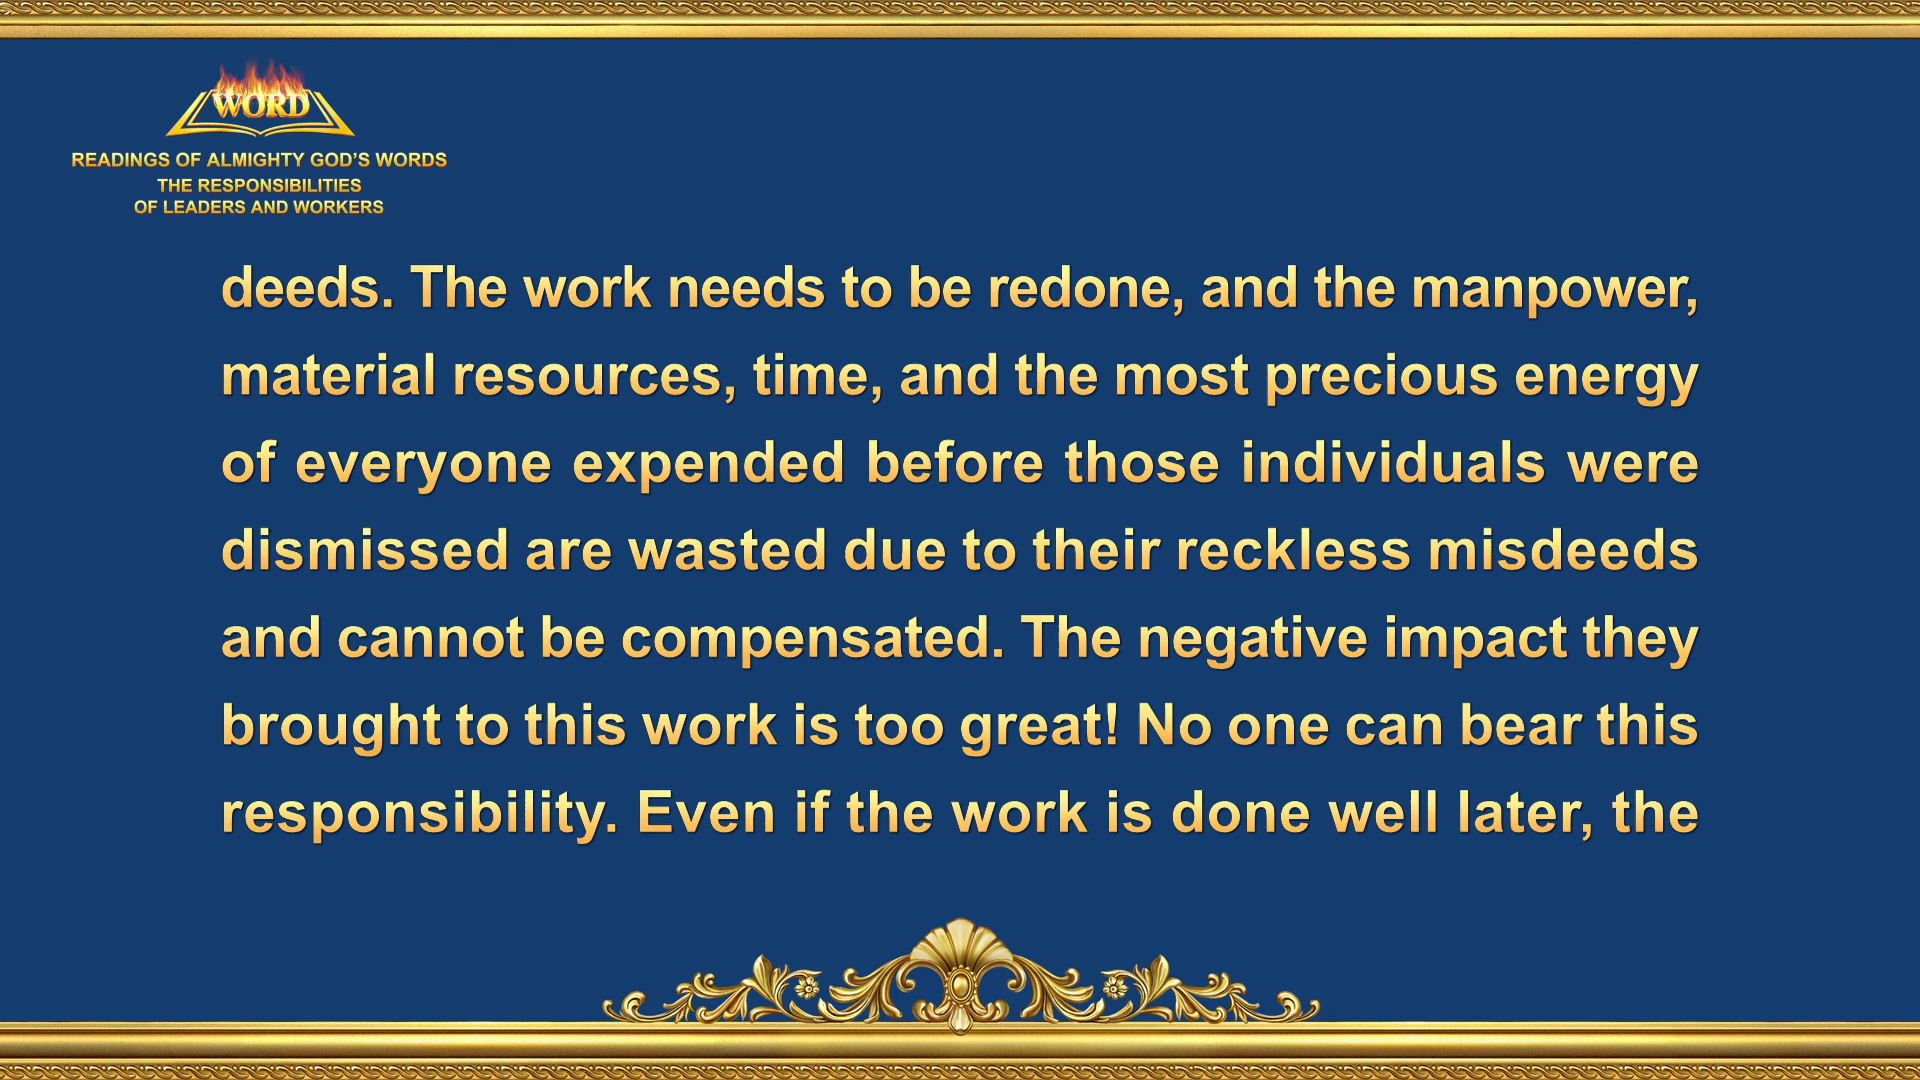 WORD
READINGS OF ALMIGHTY GOD’S WORDS
THE RESPONSIBILITIES
OF LEADERS AND WORKERS
deeds. The work needs to be redone, and the manpower,
material resources, time, and the most precious energy
of everyone expended before those individuals were
dismissed are wasted due to their reckless misdeeds
and cannot be compensated. The negative impact they
brought to this work is too great! No one can bear this
responsibility. Even if the work is done well later, the